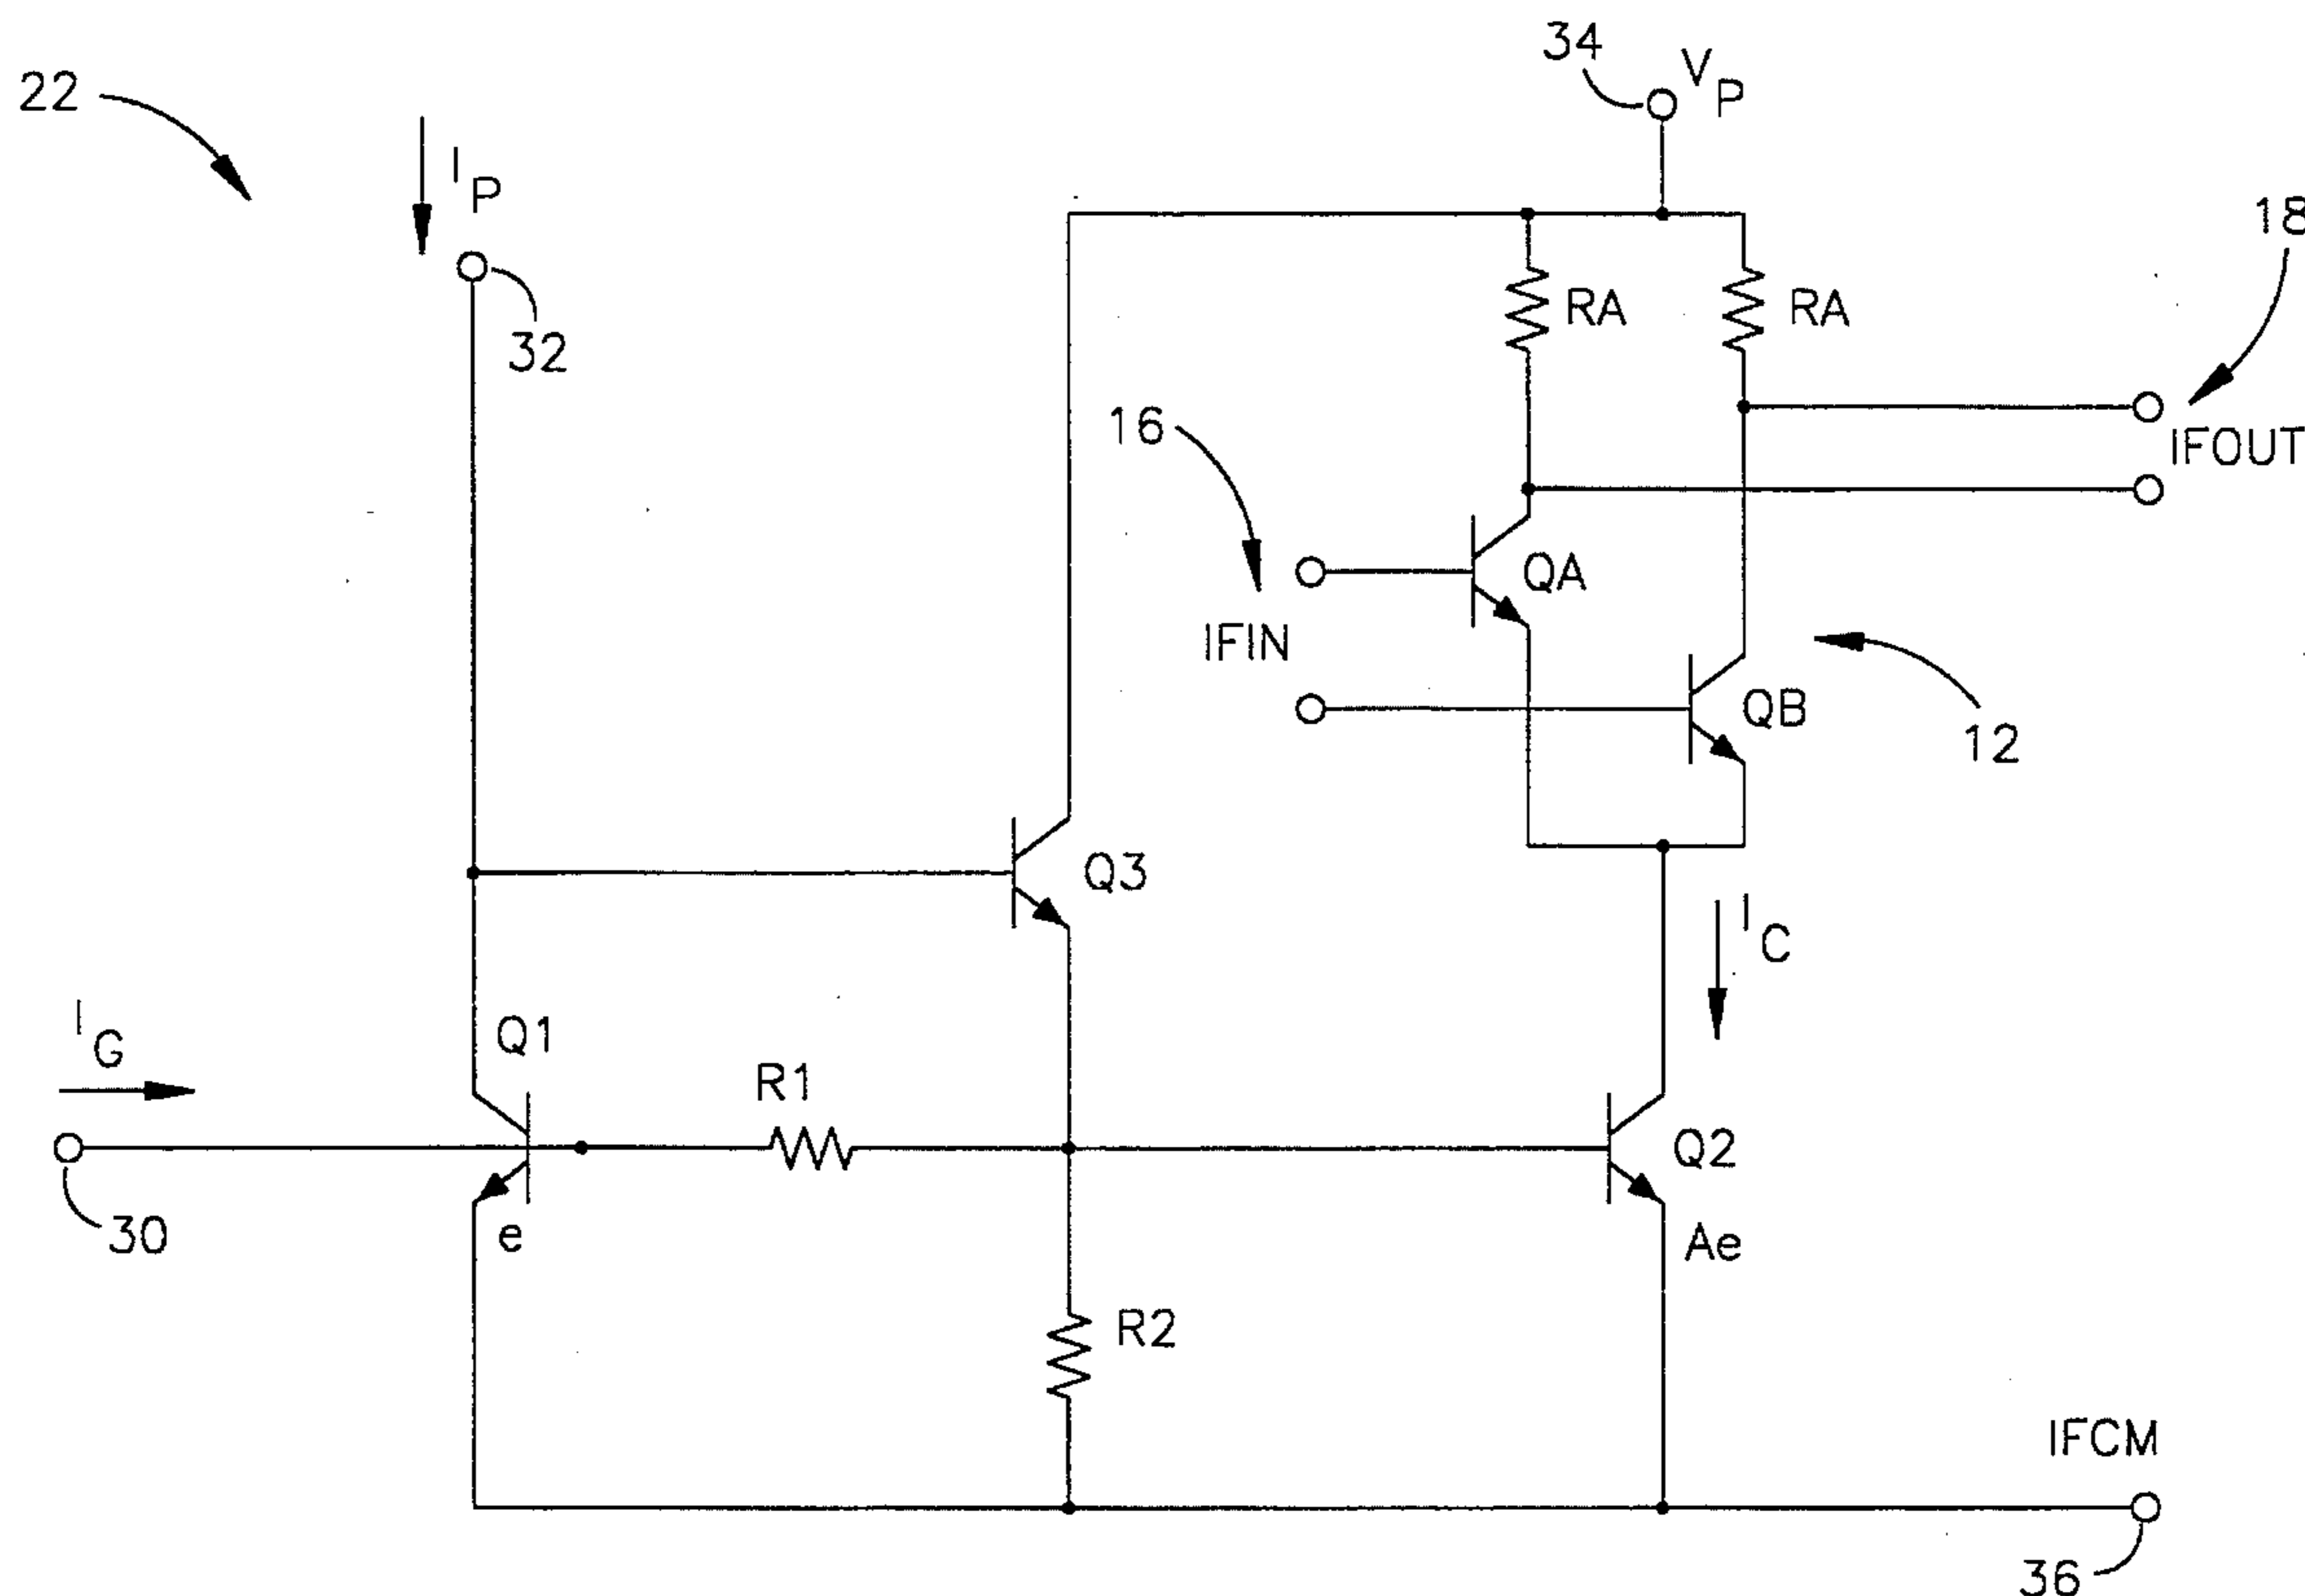 34
V P
22
I P
18
32
RA
RA
16
IFOUT
QA
IFIN
QB
12
Q3
I C
I G
Q1
R1
Q2
30
e
Ae
R2
IFCM
36